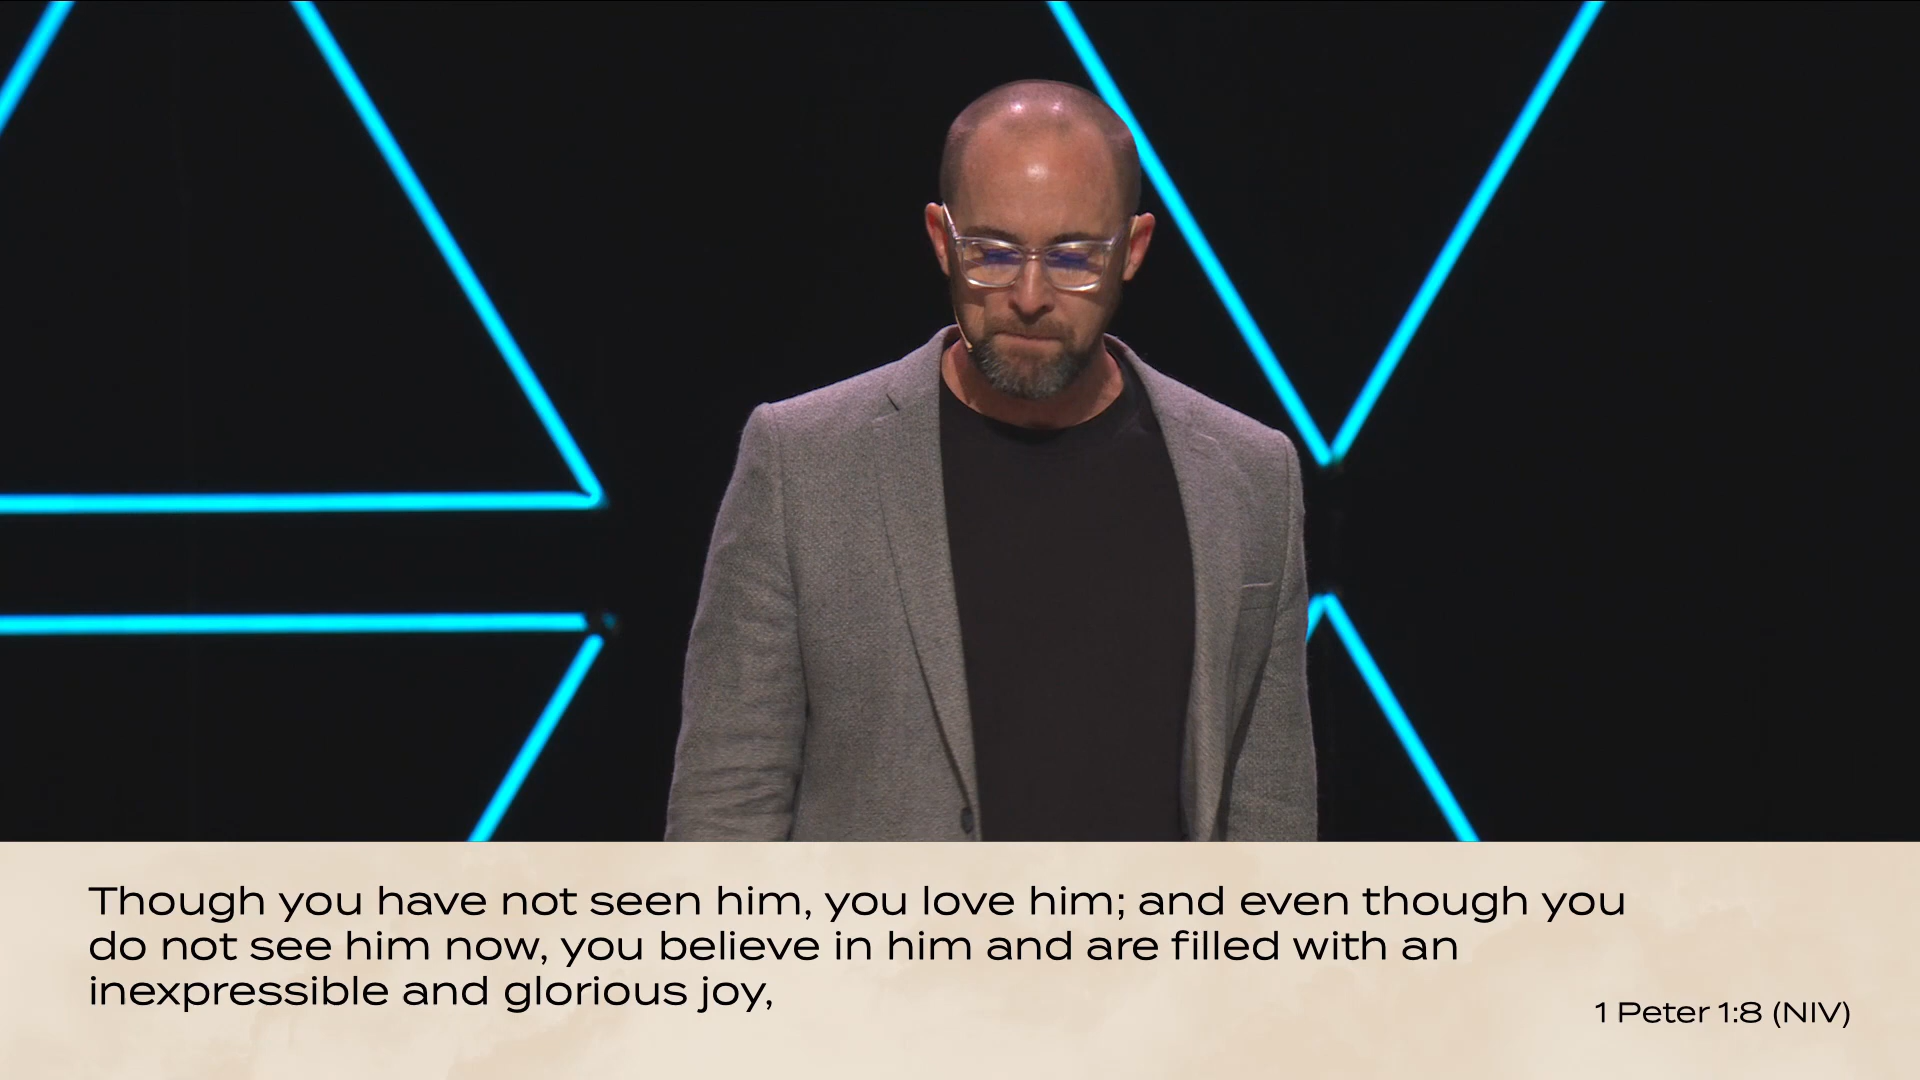 Though you have not seen him, you love him; and even though you
do not see him now, you believe in him and are filled with an
inexpressible and glorious joy,
1 Peter 1:8 (NIV)